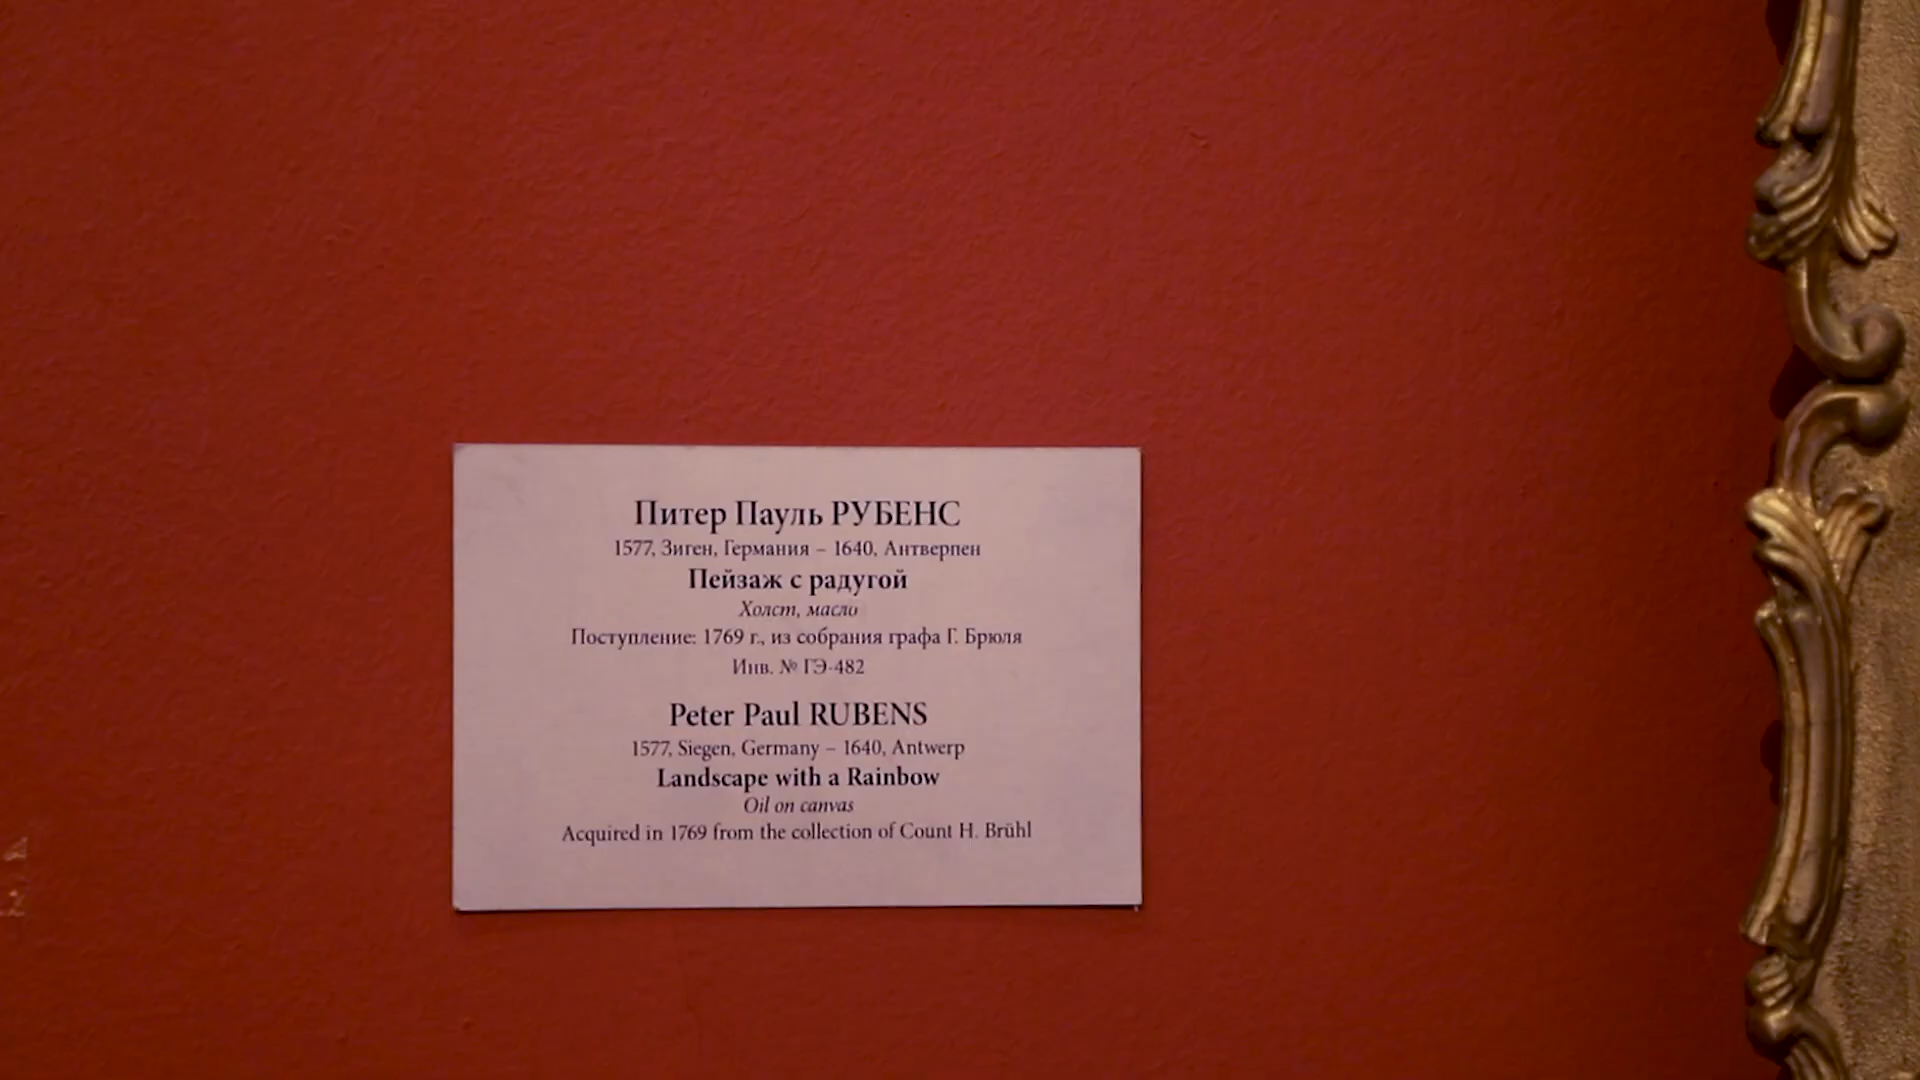 Питер Пауль РУБЕНС
1577, Зиген, Германия – 1640, Антверпен
Пейзаж с радугой
Холст, масло
Поступление: 1769 г., из собрания графа Г. Брюля
Инв. № ГЭ-482
Peter Paul RUBENS
1577, Siegen, Germany – 1640, Antwerp
Landscape with a Rainbow
Oil on canvas
Acquired in 1769 from the collection of Count H. Brühl